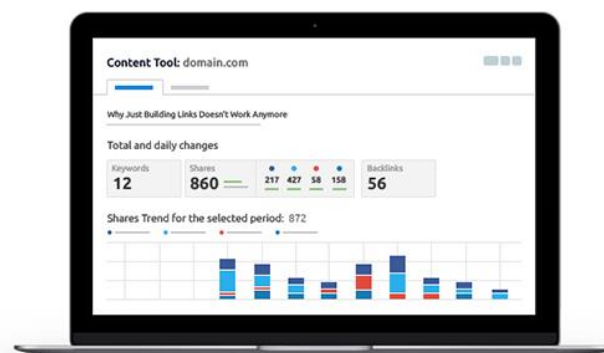 Content Tool: domain.com
Why Just Building Links Doesn't Work Anymore
Total and daily changes
Keywords
12
Shares
860
217 427 58 158
Backlinks
56
Shares Trend for the selected period: 872